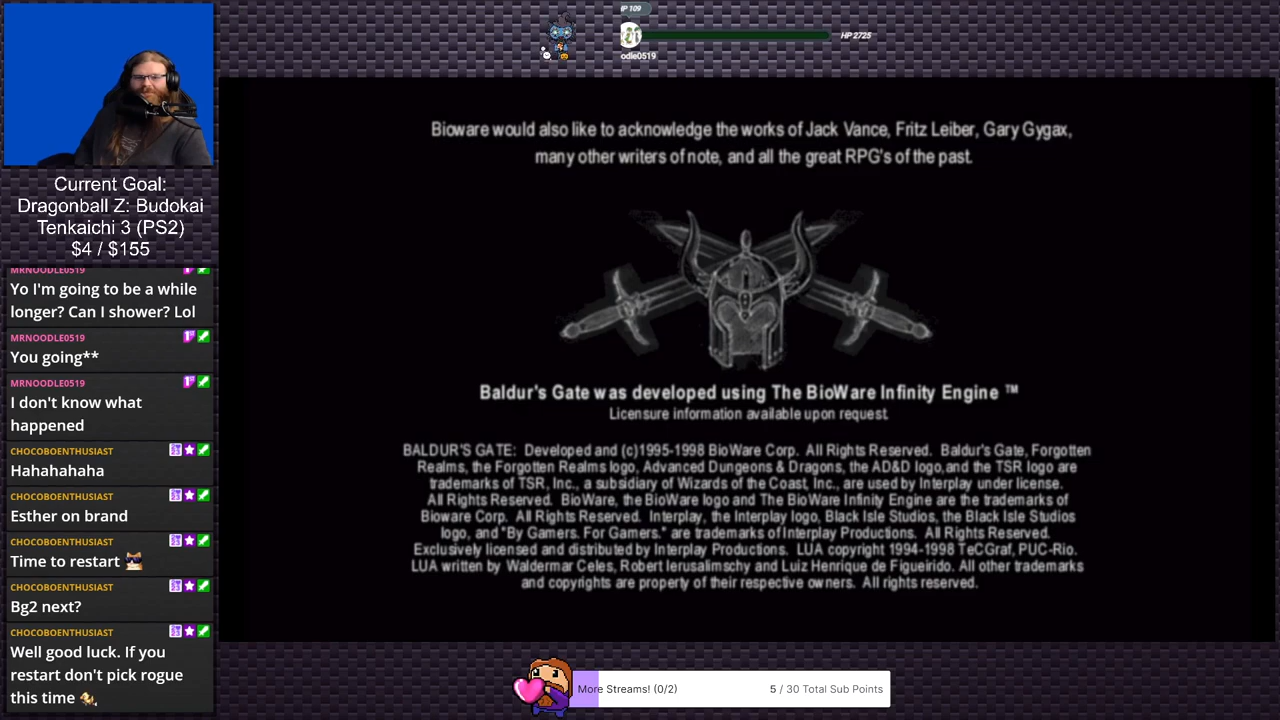 IP 109
HP 2725
odle0519
Current Goal:
Dragonball Z: Budokai
Tenkaichi 3 (PS2)
$4 / $155
MRNOODLE0519
Yo I'm going to be a while
longer? Can I shower? Lol
MRNOODLE0519
You going**
MRNOODLE0519
I don't know what
happened
CHOCOBOENTHUSIAST
Hahahahaha
CHOCOBOENTHUSIAST
Esther on brand
CHOCOBOENTHUSIAST
Time to restart
CHOCOBOENTHUSIAST
Bg2 next?
CHOCOBOENTHUSIAST
Well good luck. If you
restart don't pick rogue
this time
Bioware would also like to acknowledge the works of Jack Vance, Fritz Leiber, Gary Gygax,
many other writers of note, and all the great RPG's of the past.
Baldur's Gate was developed using The BioWare Infinity Engine ™
Licensure information available upon request.
BALDUR'S GATE: Developed and (c)1995-1998 BioWare Corp. All Rights Reserved. Baldur's Gate, Forgotten
Realms, the Forgotten Realms logo, Advanced Dungeons & Dragons, the AD&D logo,and the TSR logo are
trademarks of TSR, Inc., a subsidiary of Wizards of the Coast, Inc., are used by Interplay under license.
All Rights Reserved. BioWare, the BioWare logo and The BioWare Infinity Engine are the trademarks of
Bioware Corp. All Rights Reserved. Interplay, the Interplay logo, Black Isle Studios, the Black Isle Studios
logo, and "By Gamers. For Gamers." are trademarks of Interplay Productions. All Rights Reserved.
Exclusively licensed and distributed by Interplay Productions. LUA copyright 1994-1998 TeCGraf, PUC-Rio.
LUA written by Waldermar Celes, Robert Ierusalimschy and Luiz Henrique de Figueirido. All other trademarks
and copyrights are property of their respective owners. All rights reserved.
More Streams! (0/2)
5 / 30 Total Sub Points